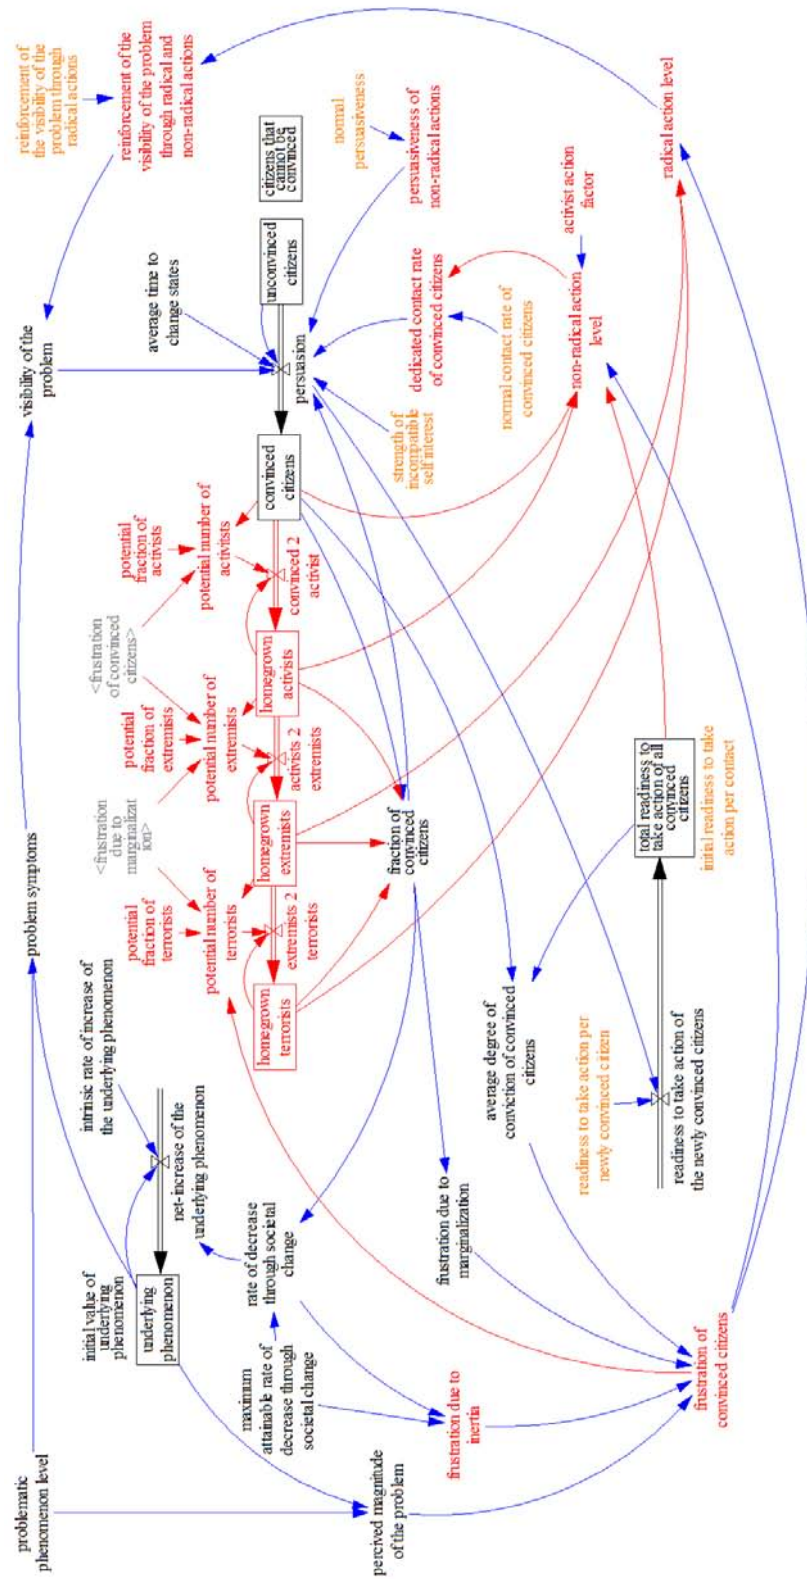 problematic
phenomenon level
problem symptoms
visibility of the
problem
reinforcement of
the visibility of the
problem through
radical actions
reinforcement of the
visibility of the problem
through radical and
non-radical actions
initial value of
underlying
phenomenon
underlying
phenomenon
intrinsic rate of increase of
the underlying phenomenon
net-increase of the
underlying phenomenon
<frustration
due to
marginalizat
ion>
<frustration
of convinced
citizens>
potential
fraction of
terrorists
potential
fraction of
extremists
potential
fraction of
activists
potential number of
terrorists
potential number of
extremists
potential number of
activitsts
average time to
change states
homegrown
terrorists
extremists 2
terrorists
homegrown
extremists
activists 2
extremists
homegrown
activists
convinced 2
activist
convinced
citizens
persuasion
unconvinced
citizens
citizens that
cannot be
convinced
maximum
attainable rate of
decrease through
societal change
rate of decrease
through societal
change
percived magnitude
of the problem
fraction of
convinced
citizens
strength of
incompatible
self interest
normal
persuasiveness
persuasiveness of
non-radical actions
dedicated contact rate
of convinced citizens
normal contact rate of
convinced citizens
frustration due to
inertia
frustration due to
marginalization
average degree of
conviction of convinced
citizens
activist action
factor
non-radical action
level
radical action level
readiness to take action per
newly convinced citizen
readiness to take action of
the newly convinced citizens
total readiness to
take action of all
convinced
citizens
initial readiness to take
action per contact
frustration of
convinced citizens